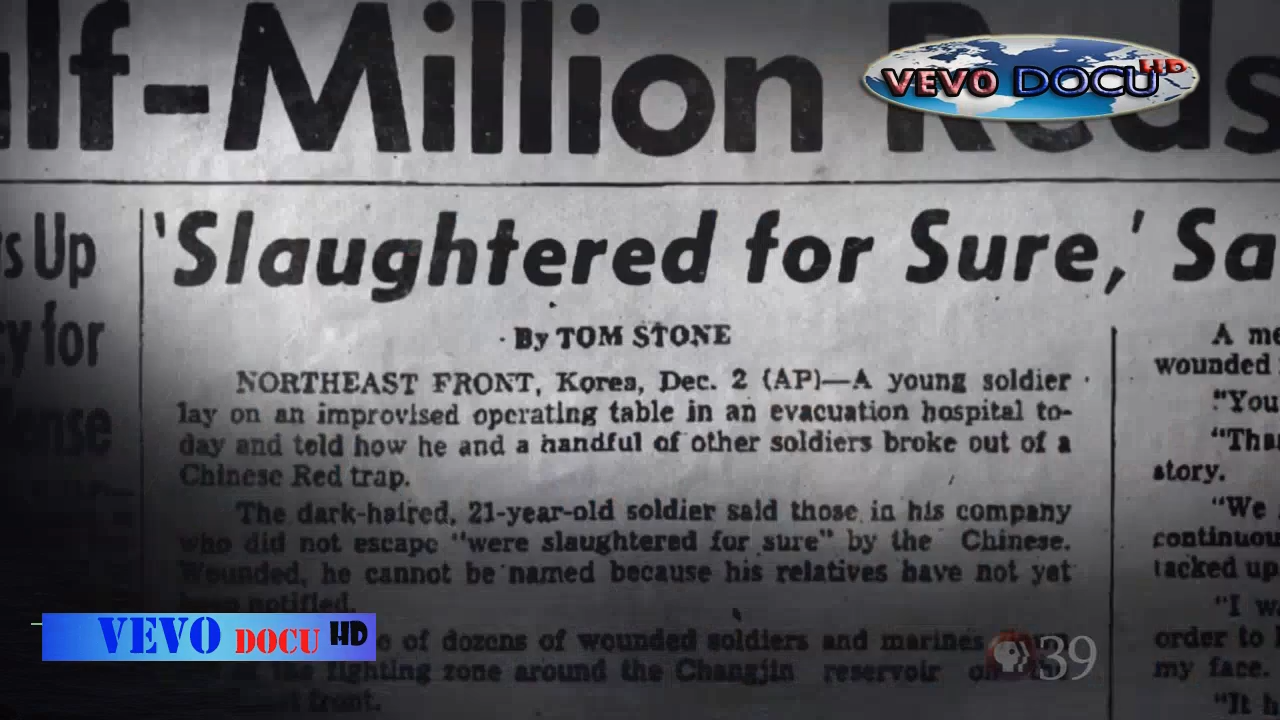 lf-Million Reds
VEVO DOCU HD
s Up
cy for
ense
'Slaughtered for Sure,' Sa
By TOM STONE
NORTHEAST FRONT, Korea, Dec. 2 (AP)—A young soldier
lay on an improvised operating table in an evacuation hospital to-
day and told how he and a handful of other soldiers broke out of a
Chinese Red trap.
The dark-haired, 21-year-old soldier said those in his company
who did not escape "were slaughtered for sure" by the Chinese.
Wounded, he cannot be named because his relatives have not yet
been notified.
e of dozens of wounded soldiers and marines
the fighting zone around the Changjin reservoir
front.
A me
wounded
"You
"Tha
story.
"We
continuou
tacked up
"I w
order to
my face.
"It h
VEVO DOCU HD
39